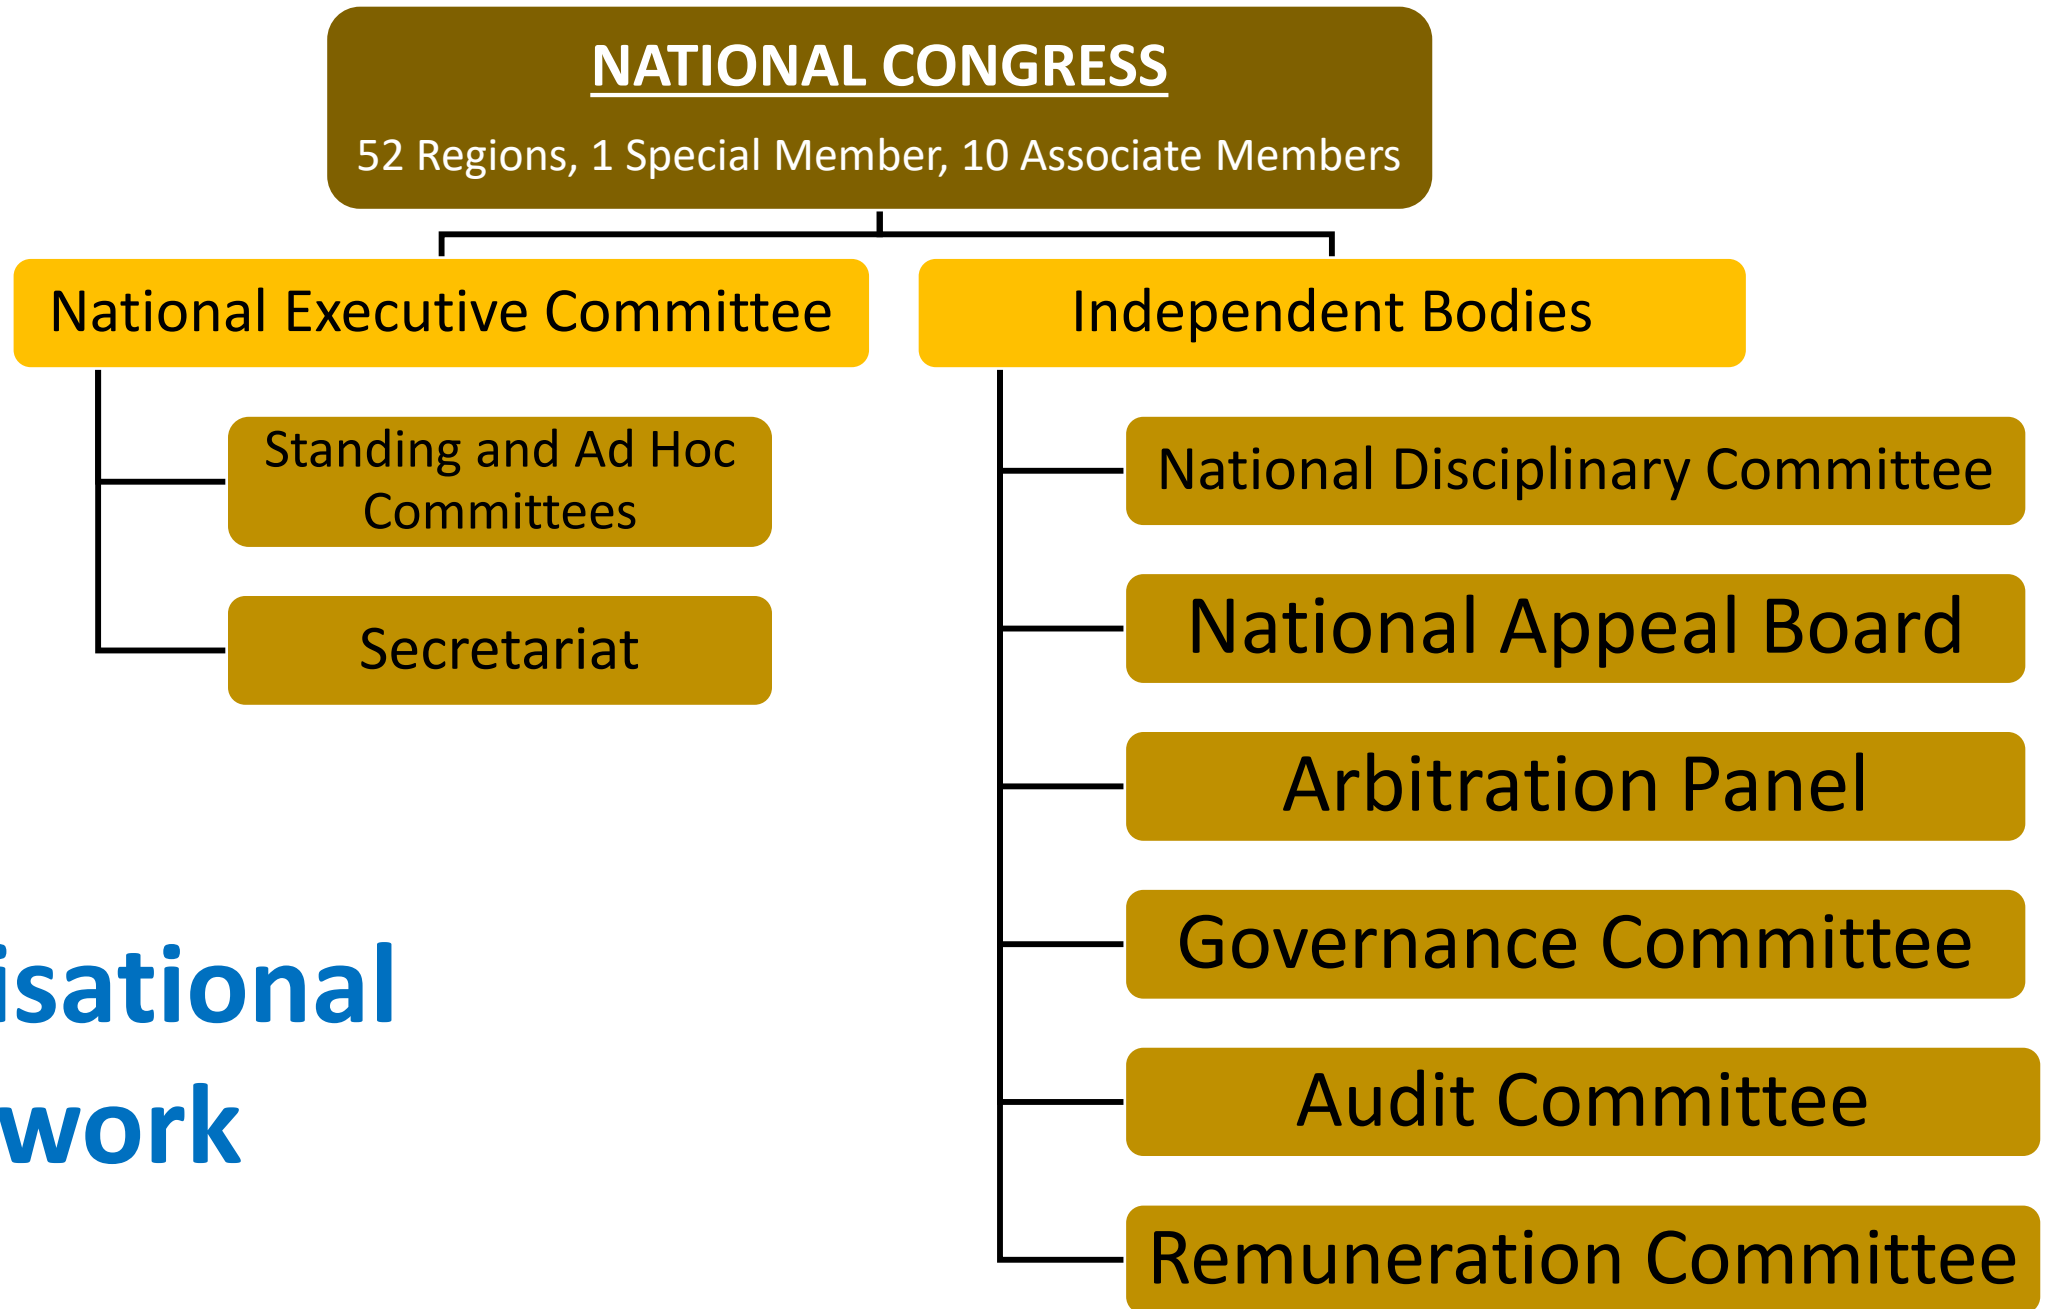 NATIONAL CONGRESS
52 Regions, 1 Special Member, 10 Associate Members
National Executive Committee
Standing and Ad Hoc
Committees
Secretariat
Independent Bodies
National Disciplinary Committee
National Appeal Board
Arbitration Panel
Governance Committee
Audit Committee
Remuneration Committee
isational
work